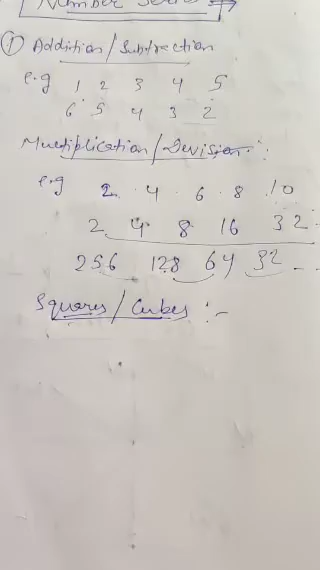 Number Series →
① Addition / Subtraction
e.g 1 2 3 4 5
6 5 4 3 2
Multiplication / Devision :
e.g 2 4 6 8 10
2 4 8 16 32
256 128 64 32 - -
Squares / Cubes :-